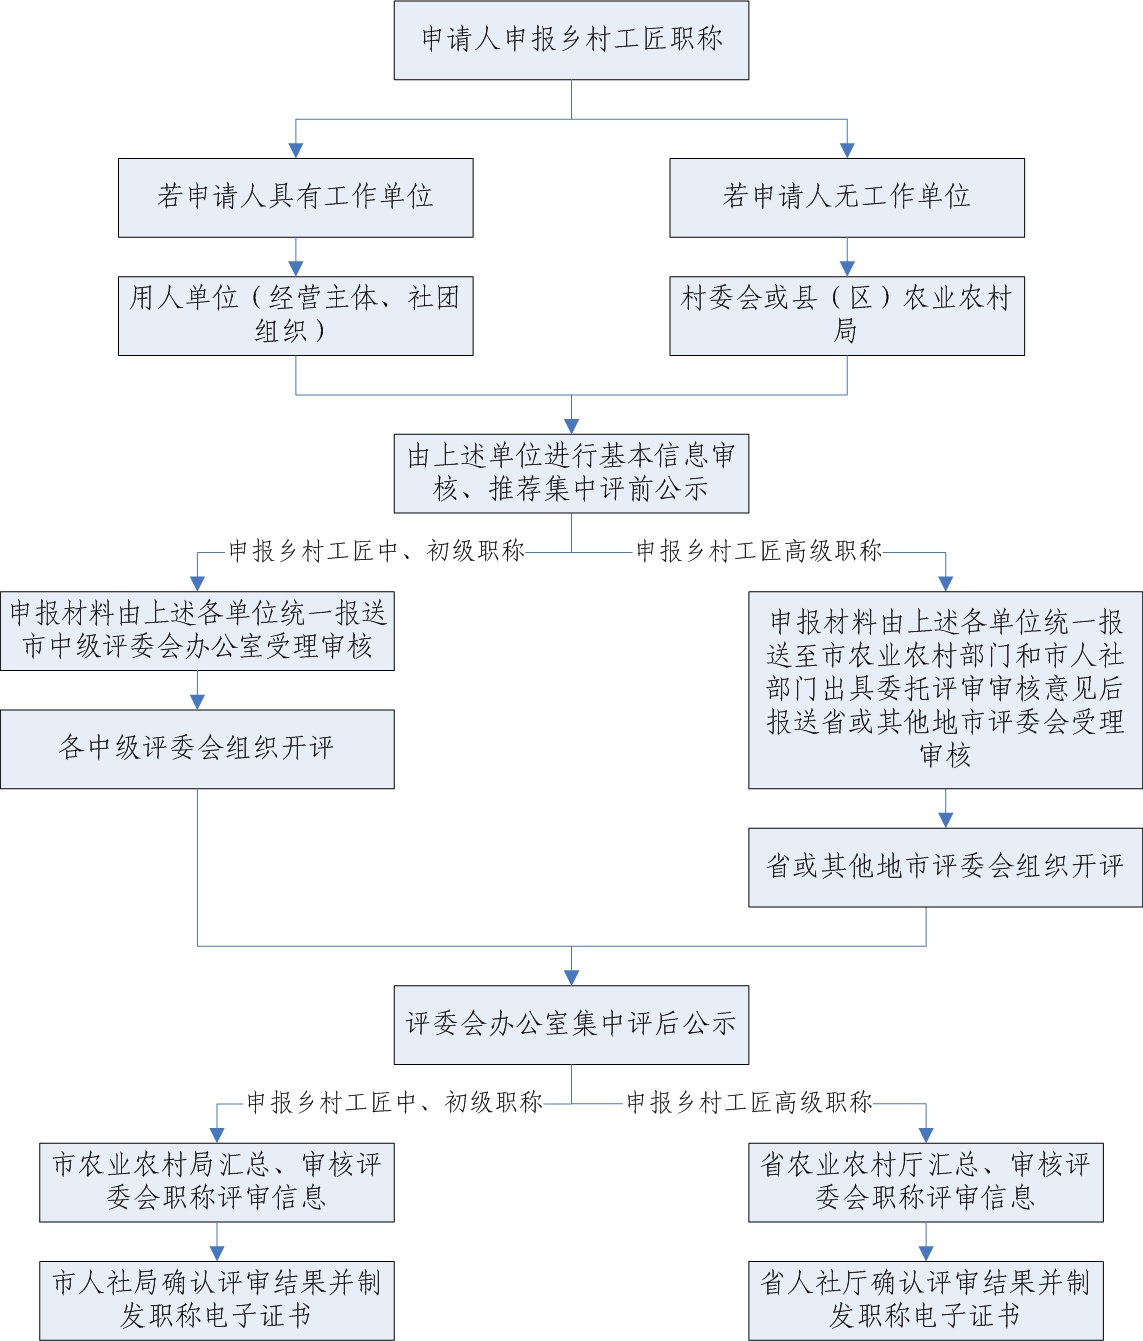 申请人申报乡村工匠职称
若申请人具有工作单位
若申请人无工作单位
用人单位（经营主体、社团
组织）
村委会或县（区）农业农村
局
由上述单位进行基本信息审
核、推荐集中评前公示
申报乡村工匠中、初级职称
申报乡村工匠高级职称
申报材料由上述各单位统一报送
市中级评委会办公室受理审核
申报材料由上述各单位统一报
送至市农业农村部门和市人社
部门出具委托评审审核意见后
报送省或其他地市评委会受理
审核
各中级评委会组织开评
省或其他地市评委会组织开评
评委会办公室集中评后公示
申报乡村工匠中、初级职称
申报乡村工匠高级职称
市农业农村局汇总、审核评
委会职称评审信息
省农业农村厅汇总、审核评
委会职称评审信息
市人社局确认评审结果并制
发职称电子证书
省人社厅确认评审结果并制
发职称电子证书